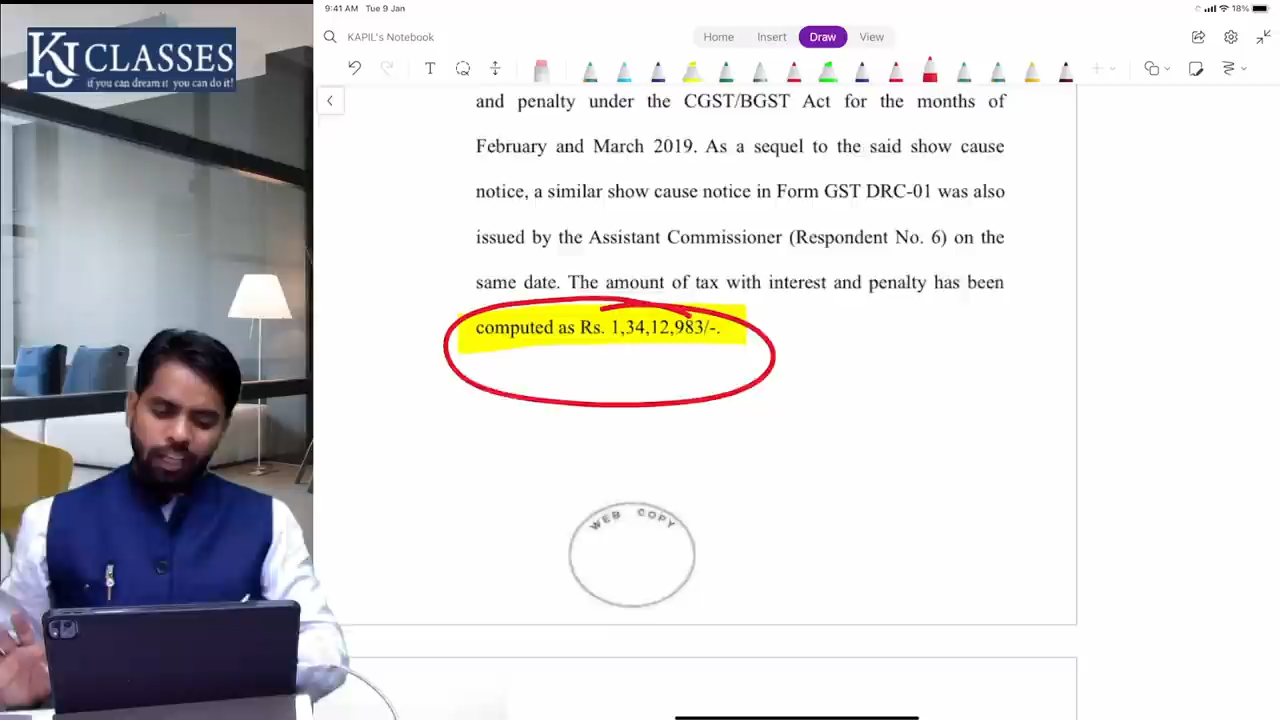 9:41 AM Tue 9 Jan
18%
KJ CLASSES
if you can dream it you can do it!
KAPIL's Notebook
Home Insert Draw View
T
and penalty under the CGST/BGST Act for the months of
February and March 2019. As a sequel to the said show cause
notice, a similar show cause notice in Form GST DRC-01 was also
issued by the Assistant Commissioner (Respondent No. 6) on the
same date. The amount of tax with interest and penalty has been
computed as Rs. 1,34,12,983/-.
WEB COPY